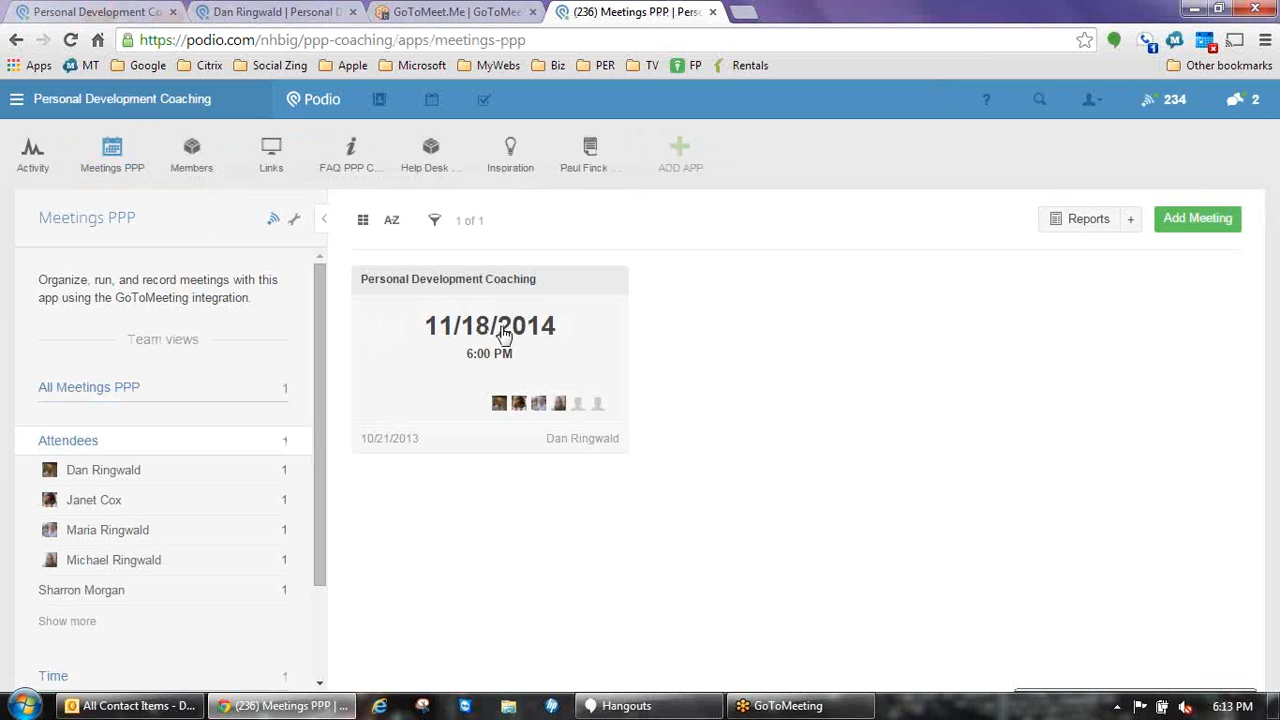 Personal Development Co
Dan Ringwald | Personal D
GoToMeet.Me | GoToMee
(236) Meetings PPP | Pers
https://podio.com/nhbig/ppp-coaching/apps/meetings-ppp
1
Apps MT Google Citrix Social Zing Apple Microsoft MyWebs Biz PER TV FP Rentals Other bookmarks
Personal Development Coaching
Podio
?
234
2
Activity
Meetings PPP
Members
Links
FAQ PPP C...
Help Desk ...
Inspiration
Paul Finck ...
ADD APP
Meetings PPP
Organize, run, and record meetings with this
app using the GoToMeeting integration.
Team views
All Meetings PPP 1
Attendees 1
Dan Ringwald 1
Janet Cox 1
Maria Ringwald 1
Michael Ringwald 1
Sharron Morgan 1
Show more
Time 1
A-Z
1 of 1
Reports
+
Add Meeting
Personal Development Coaching
11/18/2014
6:00 PM
10/21/2013
Dan Ringwald
All Contact Items - D...
(236) Meetings PPP | ...
Hangouts
GoToMeeting
6:13 PM